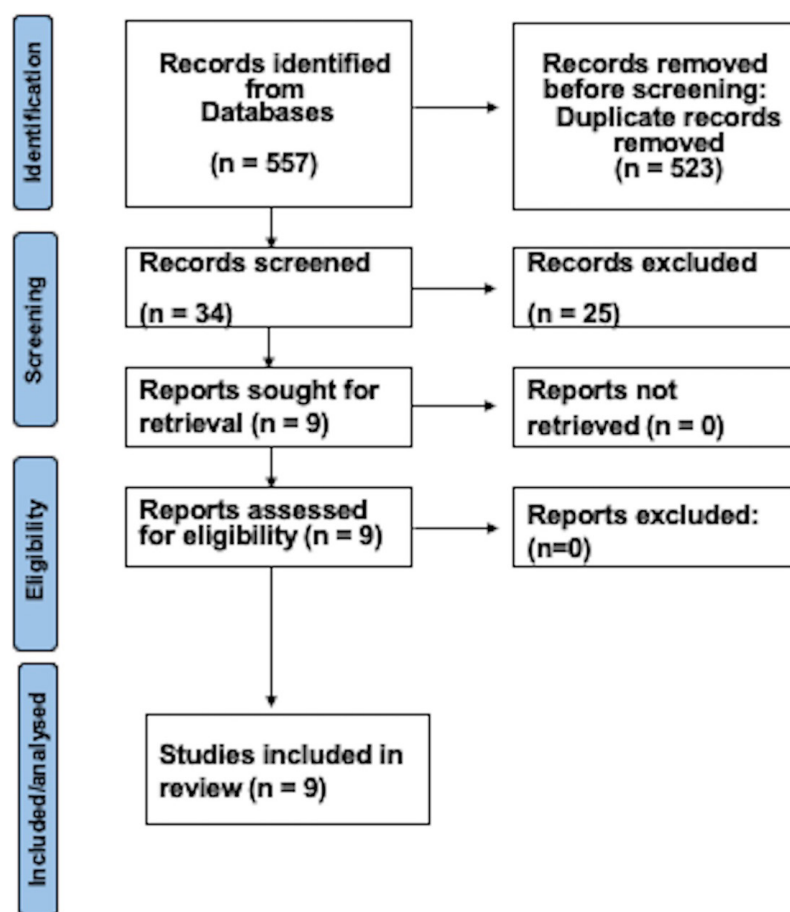 Identification
Records identified
from
Databases
(n = 557)
Records removed
before screening:
Duplicate records
removed
(n = 523)
Screening
Records screened
(n = 34)
Records excluded
(n = 25)
Reports sought for
retrieval (n = 9)
Reports not
retrieved (n = 0)
Eligibility
Reports assessed
for eligibility (n = 9)
Reports excluded:
(n=0)
Included/analysed
Studies included in
review (n = 9)